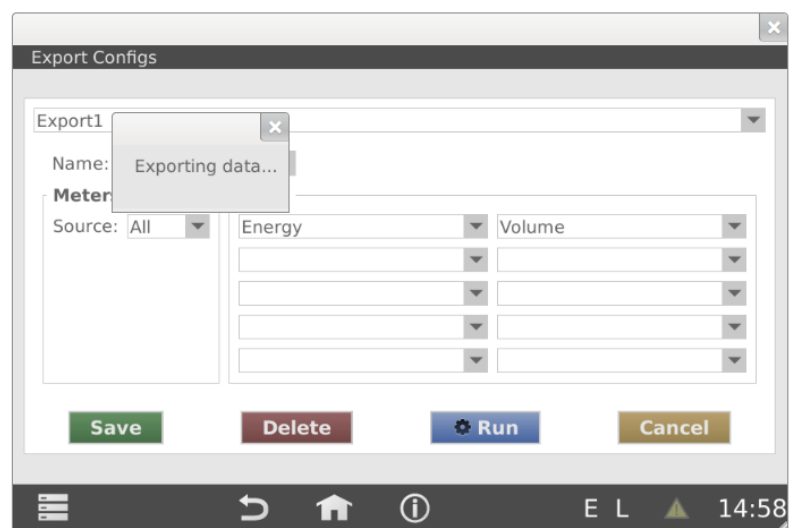 Export Configs
Export1
Name:
Exporting data...
Meter
Source: All
Energy
Volume
Save
Delete
Run
Cancel
E L
14:58